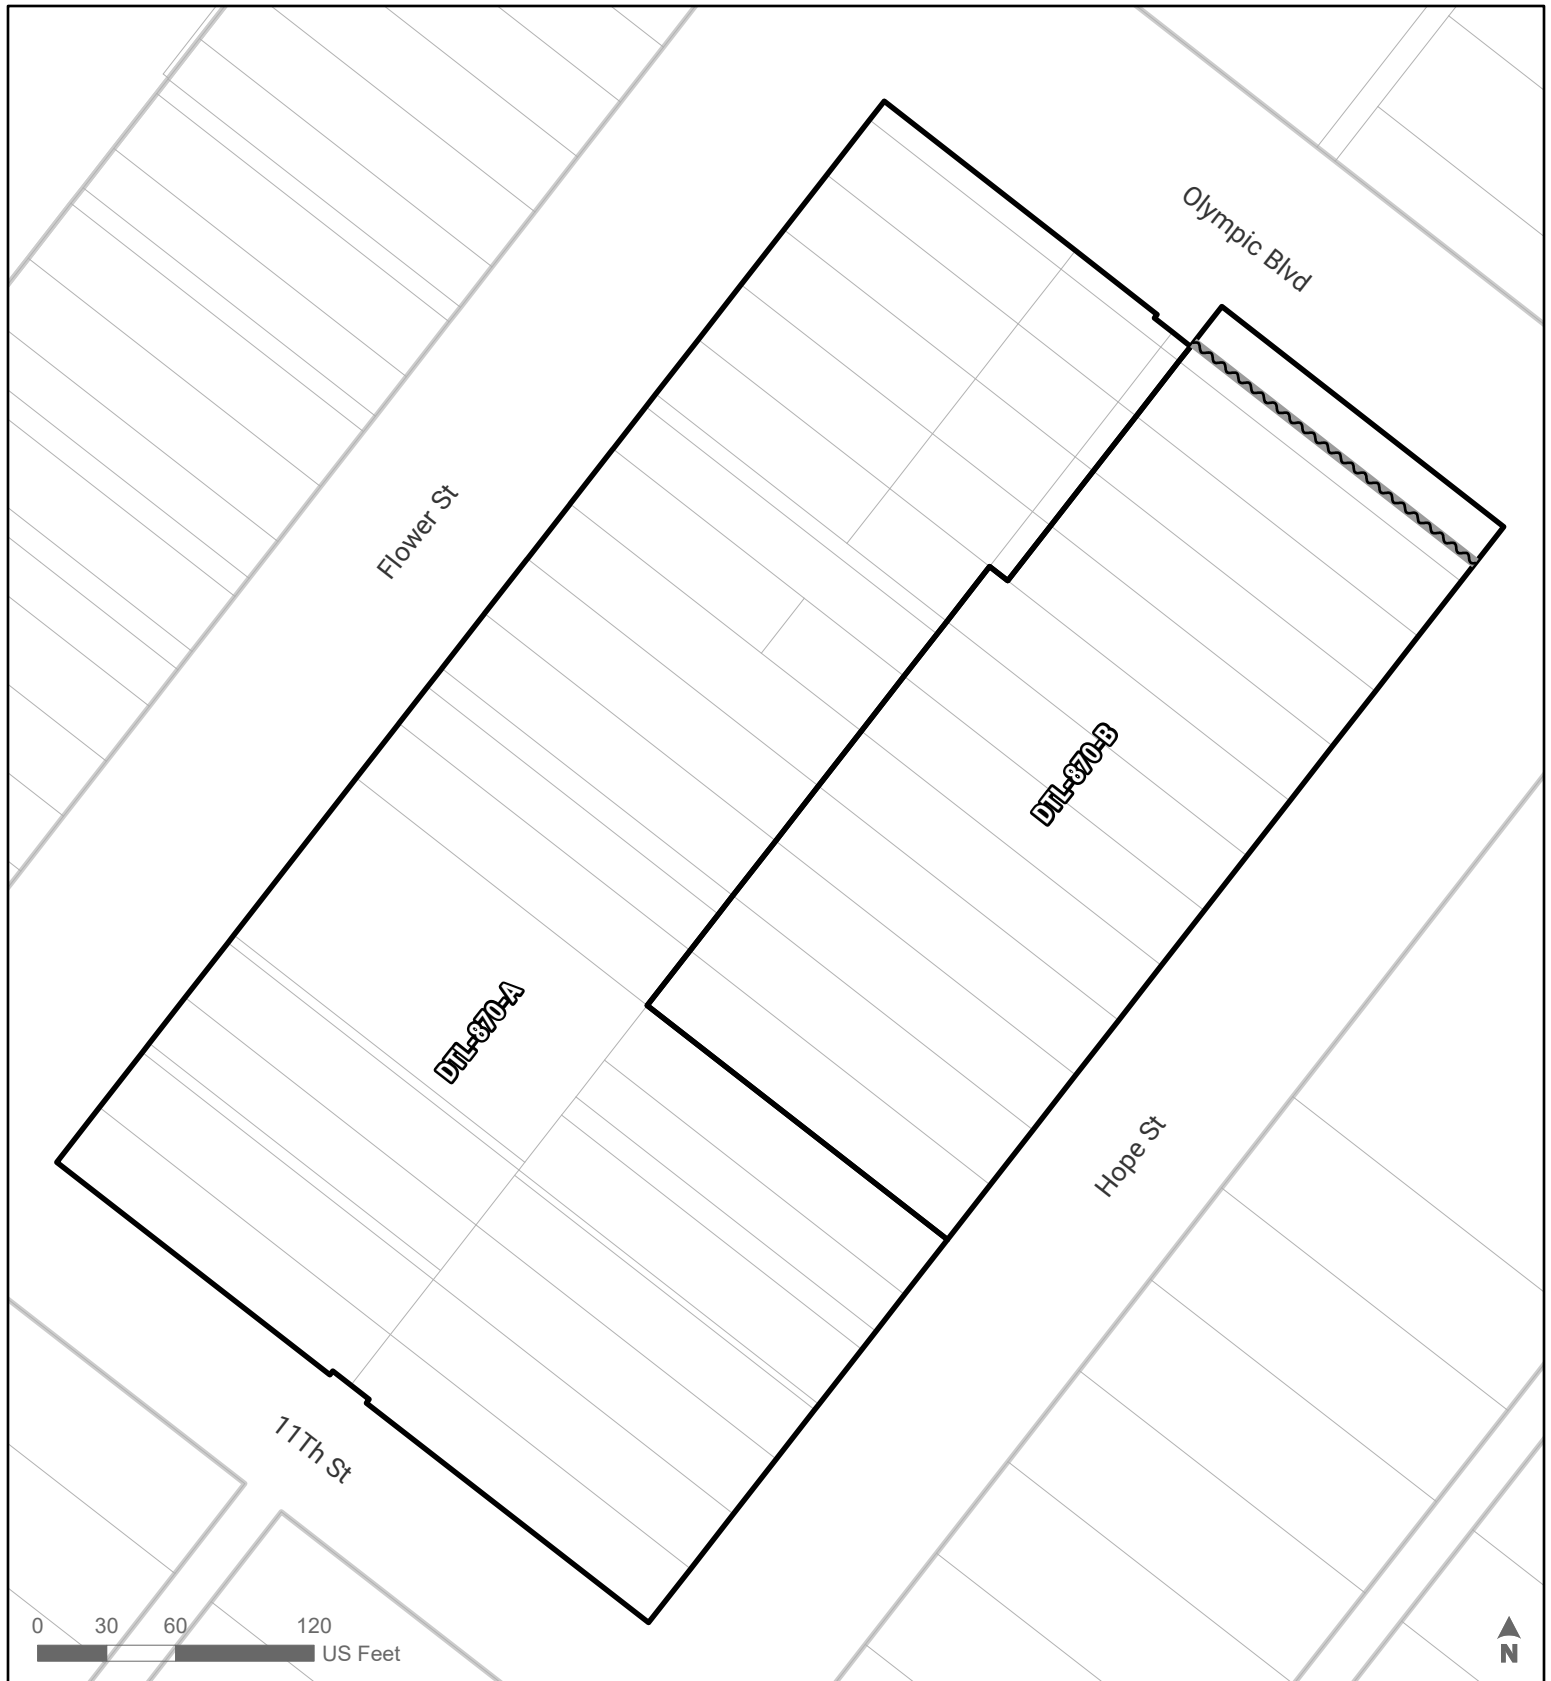 Olympic Blvd
Flower St
DTL-870-B
DTL-870-A
Hope St
11Th St
0 30 60 120
US Feet
N